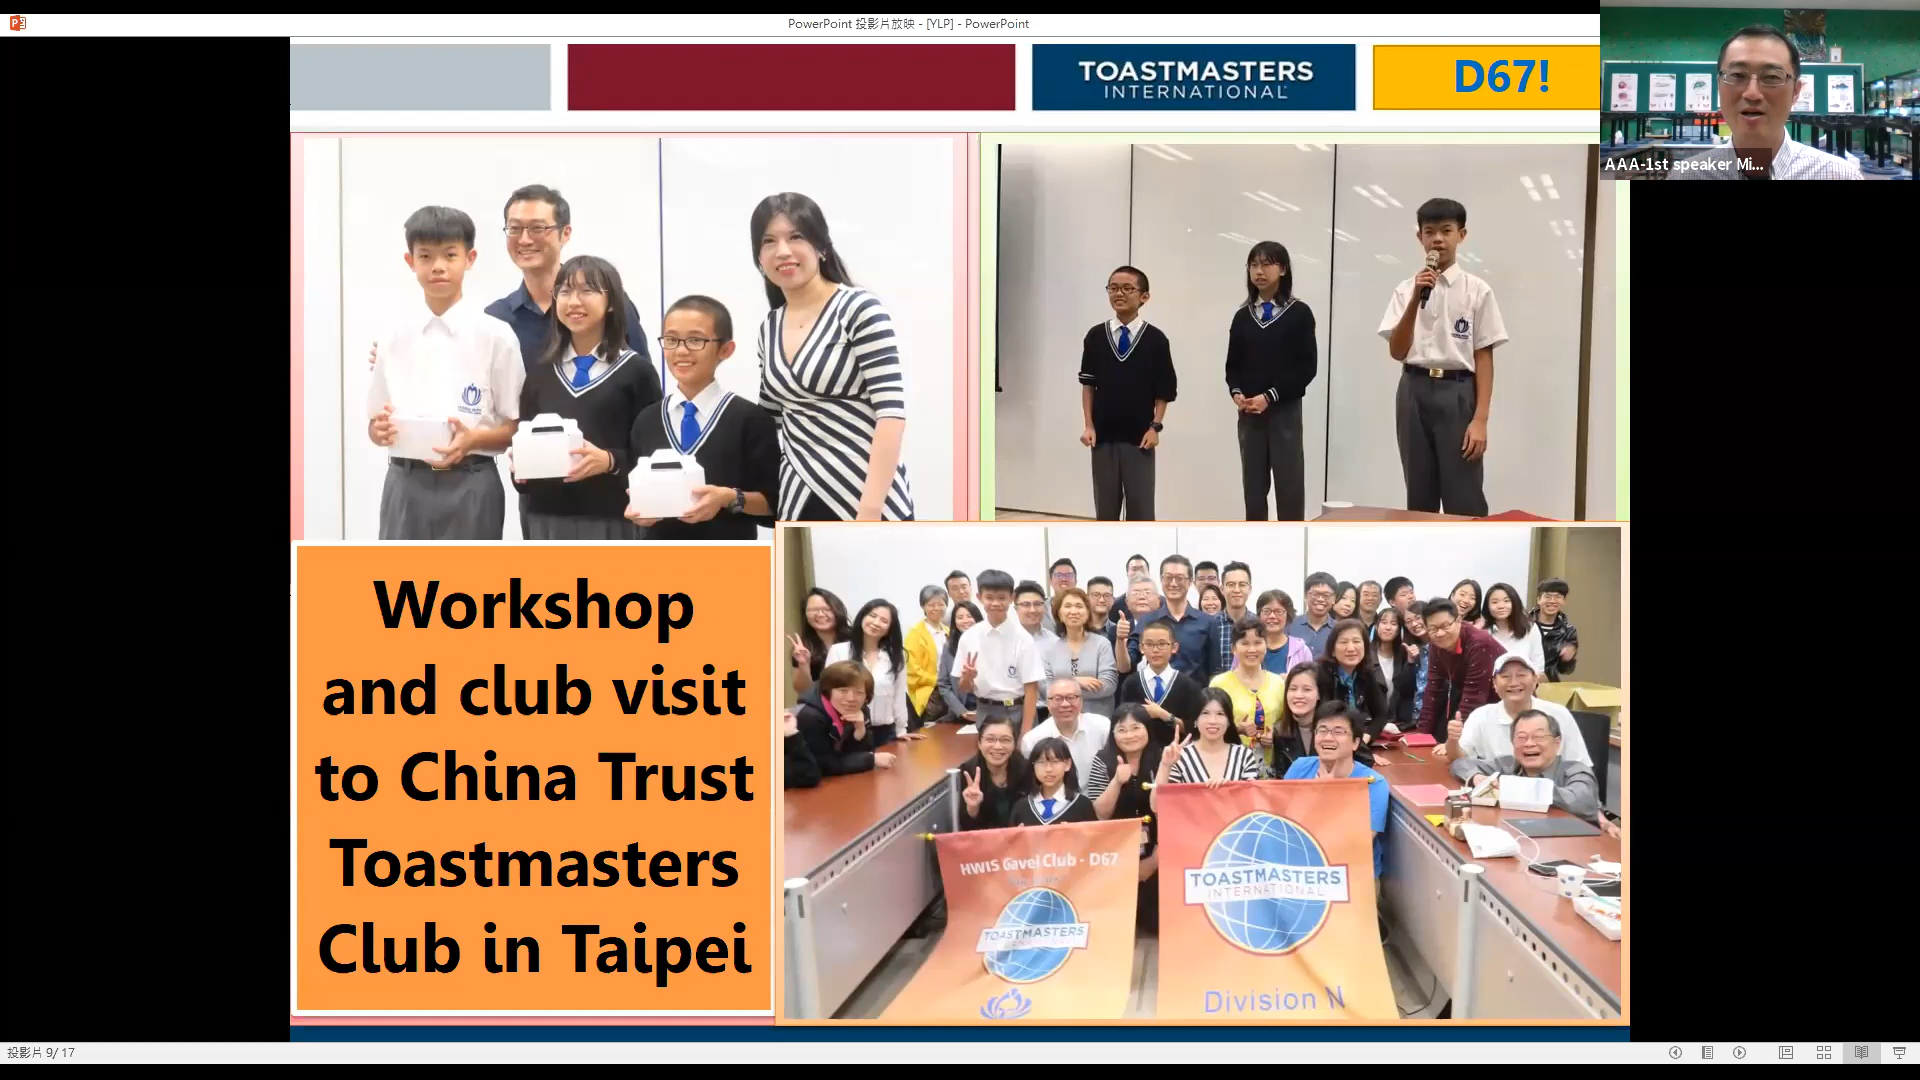 PowerPoint 投影片放映 - [YLP] - PowerPoint
TOASTMASTERS
INTERNATIONAL
D67!
AAA-1st speaker Mi...
Workshop
and club visit
to China Trust
Toastmasters
Club in Taipei
HWIS Gavel Club - D67
TOASTMASTERS
TOASTMASTERS
INTERNATIONAL
Division N
投影片 9/ 17